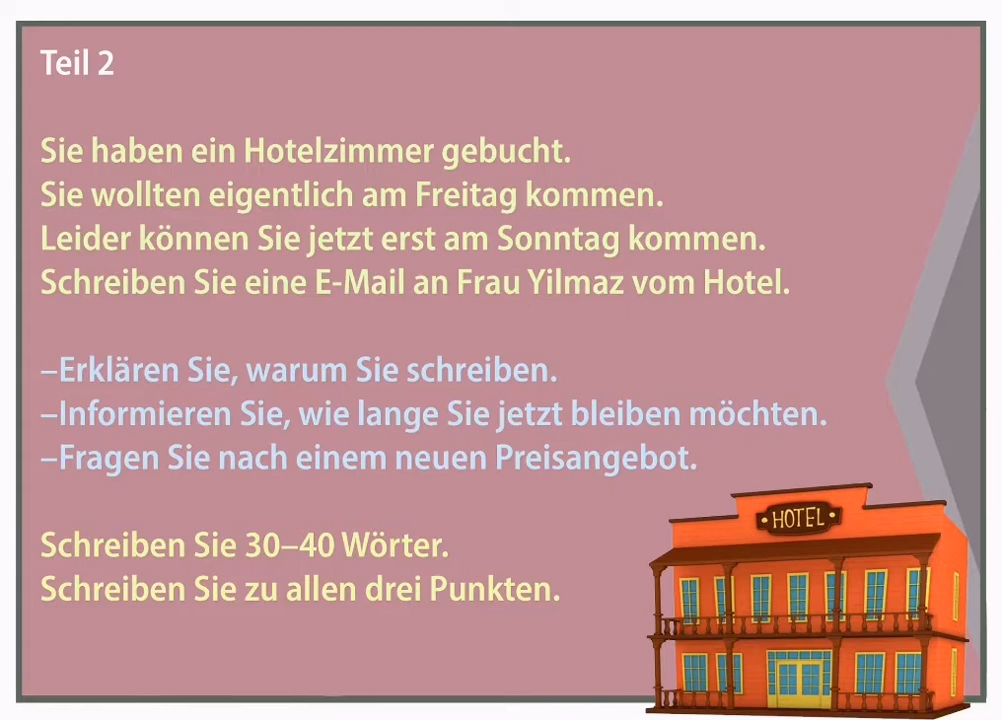 Teil 2
Sie haben ein Hotelzimmer gebucht.
Sie wollten eigentlich am Freitag kommen.
Leider können Sie jetzt erst am Sonntag kommen.
Schreiben Sie eine E-Mail an Frau Yilmaz vom Hotel.
–Erklären Sie, warum Sie schreiben.
–Informieren Sie, wie lange Sie jetzt bleiben möchten.
–Fragen Sie nach einem neuen Preisangebot.
HOTEL
Schreiben Sie 30–40 Wörter.
Schreiben Sie zu allen drei Punkten.